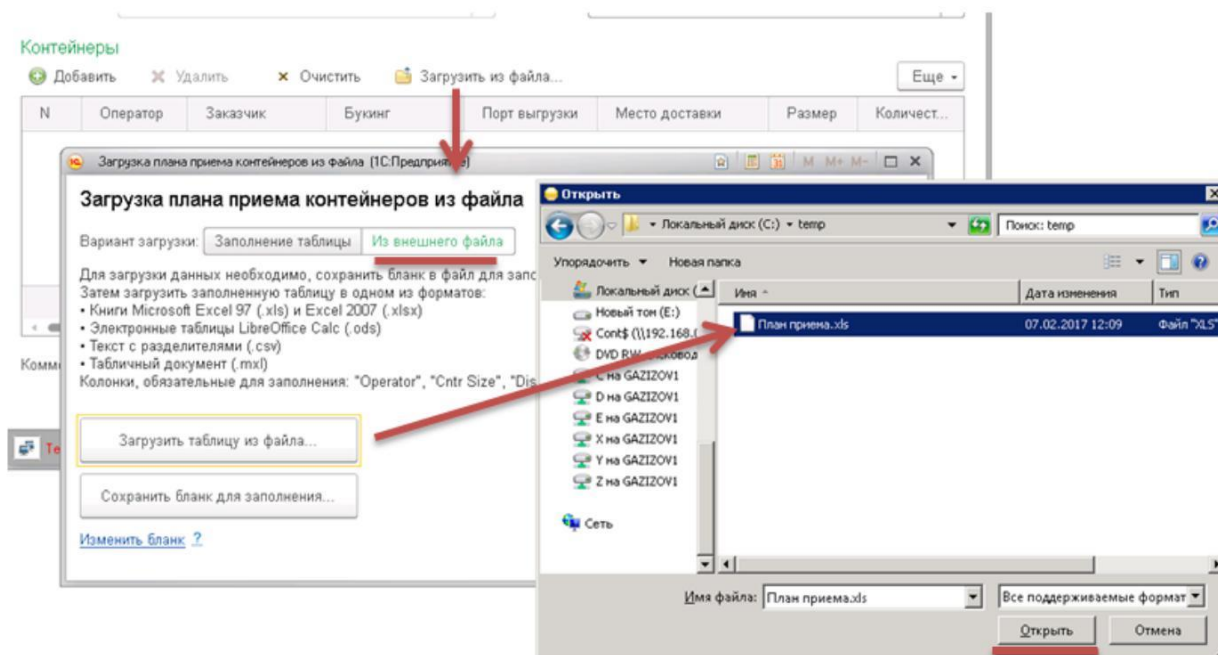 Контейнеры
Добавить Удалить Очистить Загрузить из файла... Еще
N Оператор Заказчик Букинг Порт выгрузки Место доставки Размер Количест...
Загрузка плана приема контейнеров из файла (1С:Предприятие) M M+ M-
Загрузка плана приема контейнеров из файла
Вариант загрузки: Заполнение таблицы Из внешнего файла
Для загрузки данных необходимо, сохранить бланк в файл для запо
Затем загрузить заполненную таблицу в одном из форматов:
• Книги Microsoft Excel 97 (.xls) и Excel 2007 (.xlsx)
• Электронные таблицы LibreOffice Calc (.ods)
• Текст с разделителями (.csv)
• Табличный документ (.mxl)
Колонки, обязательные для заполнения: "Operator", "Cntr Size", "Dis
Комм
Те
Загрузить таблицу из файла...
Сохранить бланк для заполнения...
Изменить бланк ?
Открыть
Локальный диск (C:) temp Поиск: temp
Упорядочить Новая папка
Имя Дата изменения Тип
План приема.xls 07.02.2017 12:09 Файл "XLS"
Локальный диск (
Новый том (E:)
Cont$ (\\192.168.
DVD RW
C на GAZIZOV1
D на GAZIZOV1
E на GAZIZOV1
X на GAZIZOV1
Y на GAZIZOV1
Z на GAZIZOV1
Сеть
Имя файла: План приема.xls Все поддерживаемые формат
Открыть Отмена